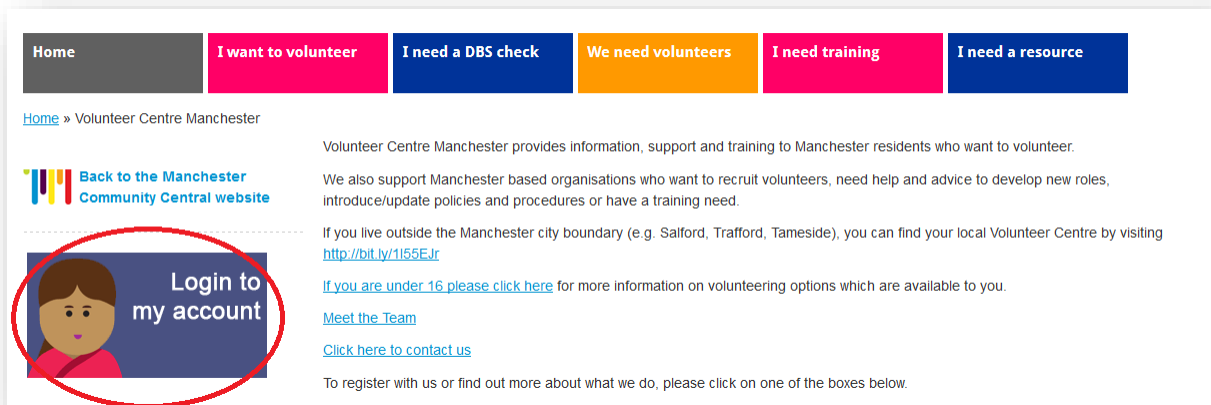 Home
I want to volunteer
I need a DBS check
We need volunteers
I need training
I need a resource
Home » Volunteer Centre Manchester
Back to the Manchester
Community Central website
Login to
my account
Volunteer Centre Manchester provides information, support and training to Manchester residents who want to volunteer.
We also support Manchester based organisations who want to recruit volunteers, need help and advice to develop new roles,
introduce/update policies and procedures or have a training need.
If you live outside the Manchester city boundary (e.g. Salford, Trafford, Tameside), you can find your local Volunteer Centre by visiting
http://bit.ly/1I55EJr
If you are under 16 please click here for more information on volunteering options which are available to you.
Meet the Team
Click here to contact us
To register with us or find out more about what we do, please click on one of the boxes below.